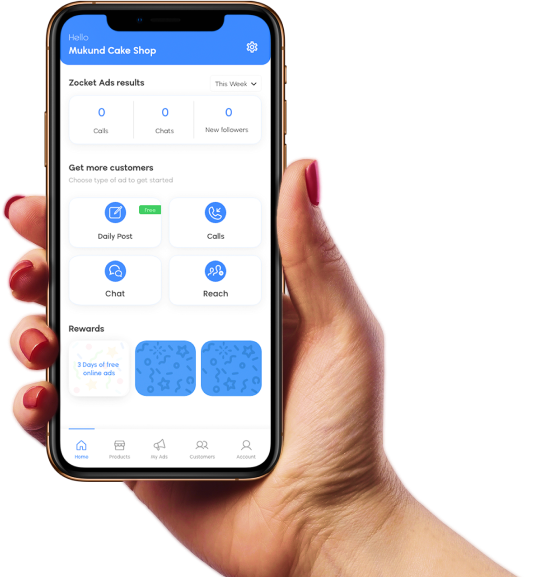 Hello
Mukund Cake Shop
Zocket Ads results
This Week
0
0
0
Calls
Chats
New followers
Get more customers
Choose type of ad to get started
Free
Daily Post
Calls
Chat
Reach
Rewards
3 Days of free
online ads
Home
Products
My Ads
Customers
Account